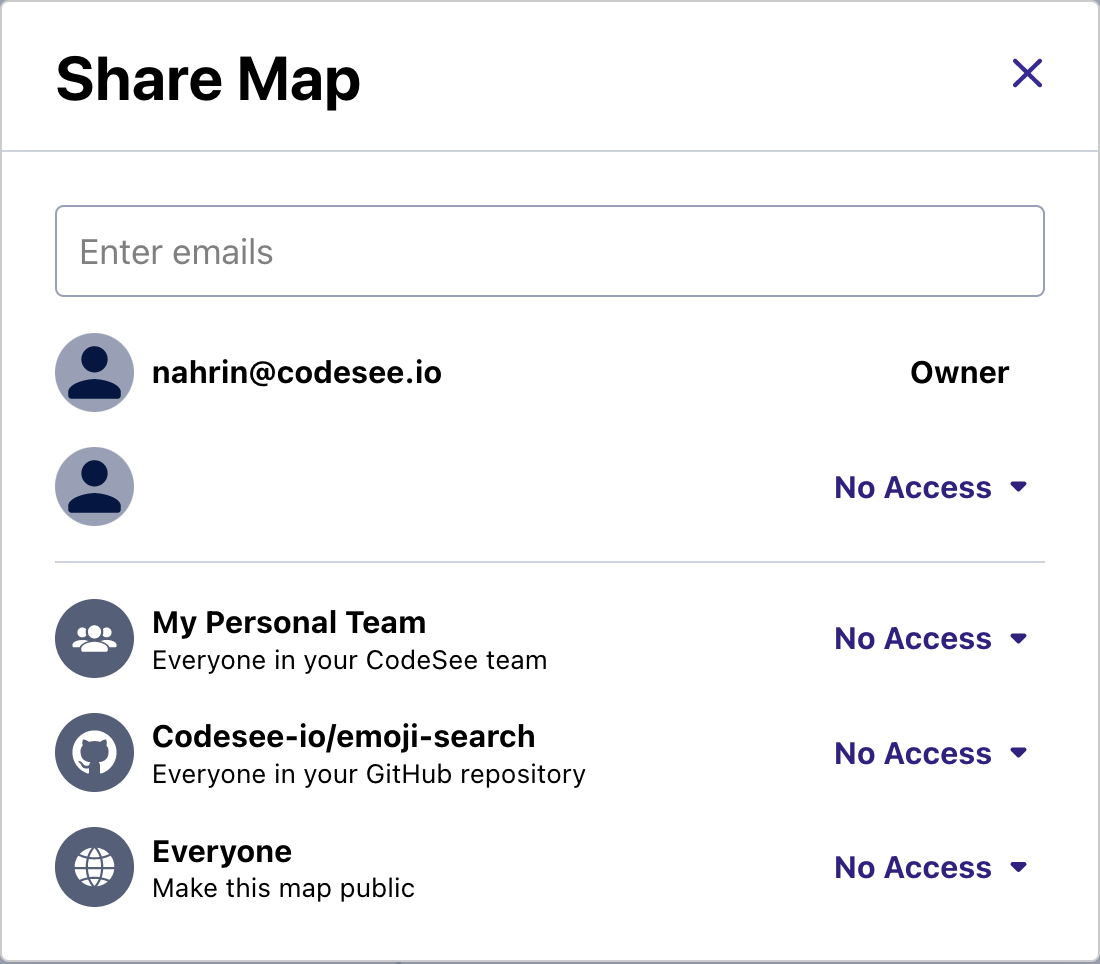 Share Map
Enter emails
nahrin@codesee.io
Owner
No Access
My Personal Team
Everyone in your CodeSee team
No Access
Codesee-io/emoji-search
Everyone in your GitHub repository
No Access
Everyone
Make this map public
No Access